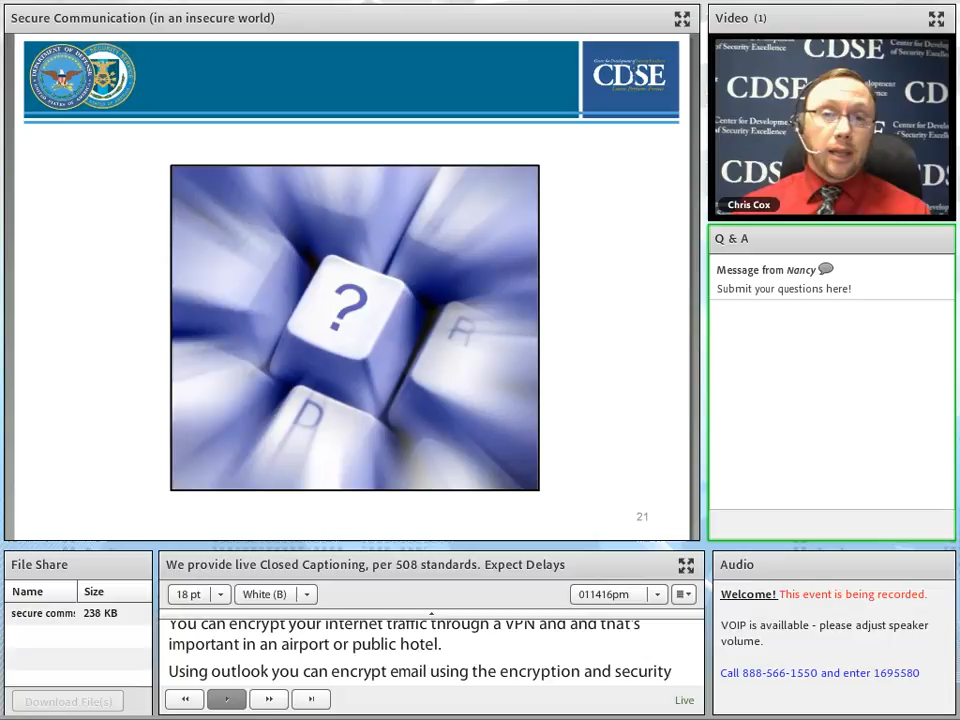 Secure Communication (in an insecure world)
CDSE
?
R
P
21
Video (1)
CDSE
Chris Cox
Q & A
Message from Nancy
Submit your questions here!
File Share
Name Size
secure comm: 238 KB
Download File(s)
We provide live Closed Captioning, per 508 standards. Expect Delays
18 pt White (B) 011416pm
You can encrypt your internet traffic through a VPN and and that's
important in an airport or public hotel.
Using outlook you can encrypt email using the encryption and security
Live
Audio
Welcome! This event is being recorded.
VOIP is availlable - please adjust speaker
volume.
Call 888-566-1550 and enter 1695580